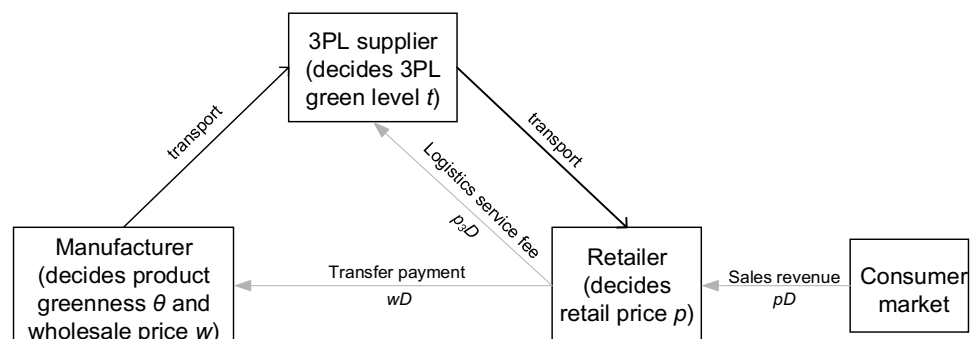 3PL supplier
(decides 3PL
green level t)
transport
transport
Logistics service fee
p₃D
Manufacturer
(decides product
greenness θ and
wholesale price w)
Transfer payment
wD
Retailer
(decides
retail price p)
Sales revenue
pD
Consumer
market